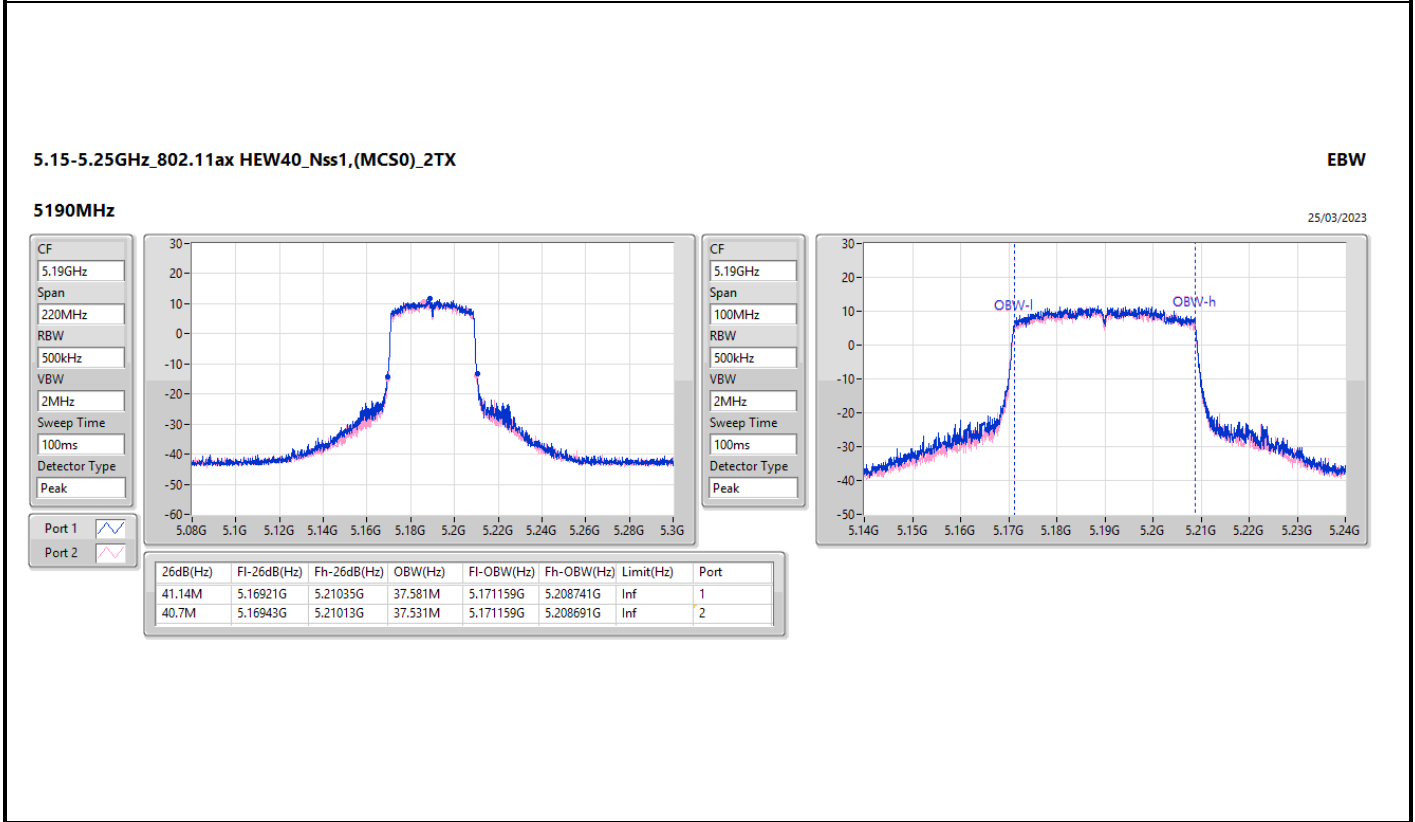 5.15-5.25GHz_802.11ax HEW40_Nss1,(MCS0)_2TX
EBW
5190MHz
25/03/2023
CF
5.19GHz
Span
220MHz
RBW
500kHz
VBW
2MHz
Sweep Time
100ms
Detector Type
Peak
Port 1
Port 2
30
20
10
0
-10
-20
-30
-40
-50
-60
5.08G 5.1G 5.12G 5.14G 5.16G 5.18G 5.2G 5.22G 5.24G 5.26G 5.28G 5.3G
CF
5.19GHz
Span
100MHz
RBW
500kHz
VBW
2MHz
Sweep Time
100ms
Detector Type
Peak
30
20
10
0
-10
-20
-30
-40
-50
OBW-l
OBW-h
5.14G 5.15G 5.16G 5.17G 5.18G 5.19G 5.2G 5.21G 5.22G 5.23G 5.24G
26dB(Hz) Fl-26dB(Hz) Fh-26dB(Hz) OBW(Hz) Fl-OBW(Hz) Fh-OBW(Hz) Limit(Hz) Port
41.14M 5.16921G 5.21035G 37.581M 5.171159G 5.208741G Inf 1
40.7M 5.16943G 5.21013G 37.531M 5.171159G 5.208691G Inf 2